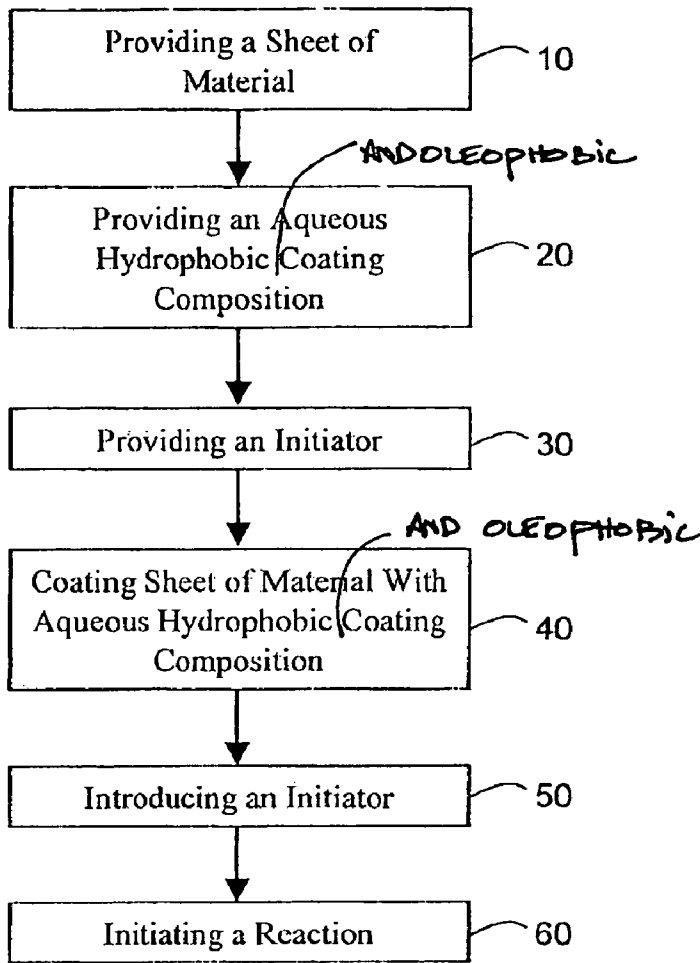 Providing a Sheet of
Material
10
ANDOLEOPHOBIC
Providing an Aqueous
Hydrophobic Coating
Composition
20
Providing an Initiator
30
AND OLEOPHOBIC
Coating Sheet of Material With
Aqueous Hydrophobic Coating
Composition
40
Introducing an Initiator
50
Initiating a Reaction
60